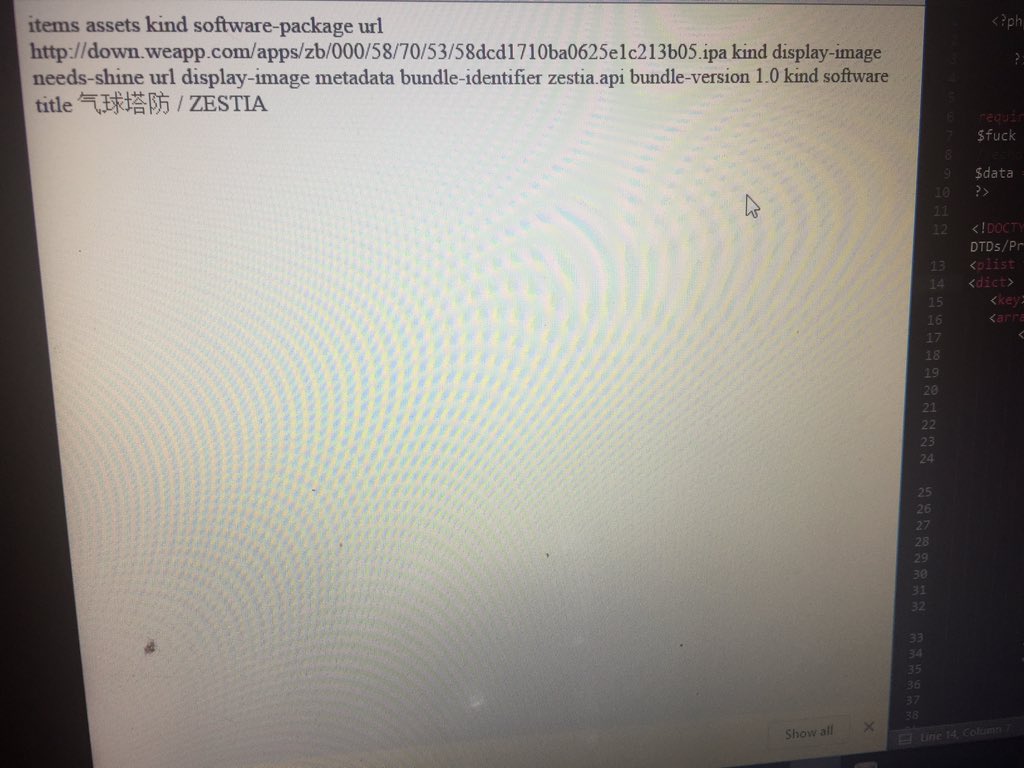 items assets kind software-package url
http://down.weapp.com/apps/zb/000/58/70/53/58dcd1710ba0625e1c213b05.ipa kind display-image
needs-shine url display-image metadata bundle-identifier zestia.api bundle-version 1.0 kind software
title 气球塔防 / ZESTIA
Show all
<?ph
?>
5
6 requir
7 $fuck
8
9 $data =
10 ?>
11
12 <!DOCTY
DTDs/Pr
13 <plist
14 <dict>
15 <key>
16 <arra
17 <
18
19
20
21
22
23
24
25
26
27
28
29
30
31
32
33
34
35
36
37
38
Line 14, Column 7